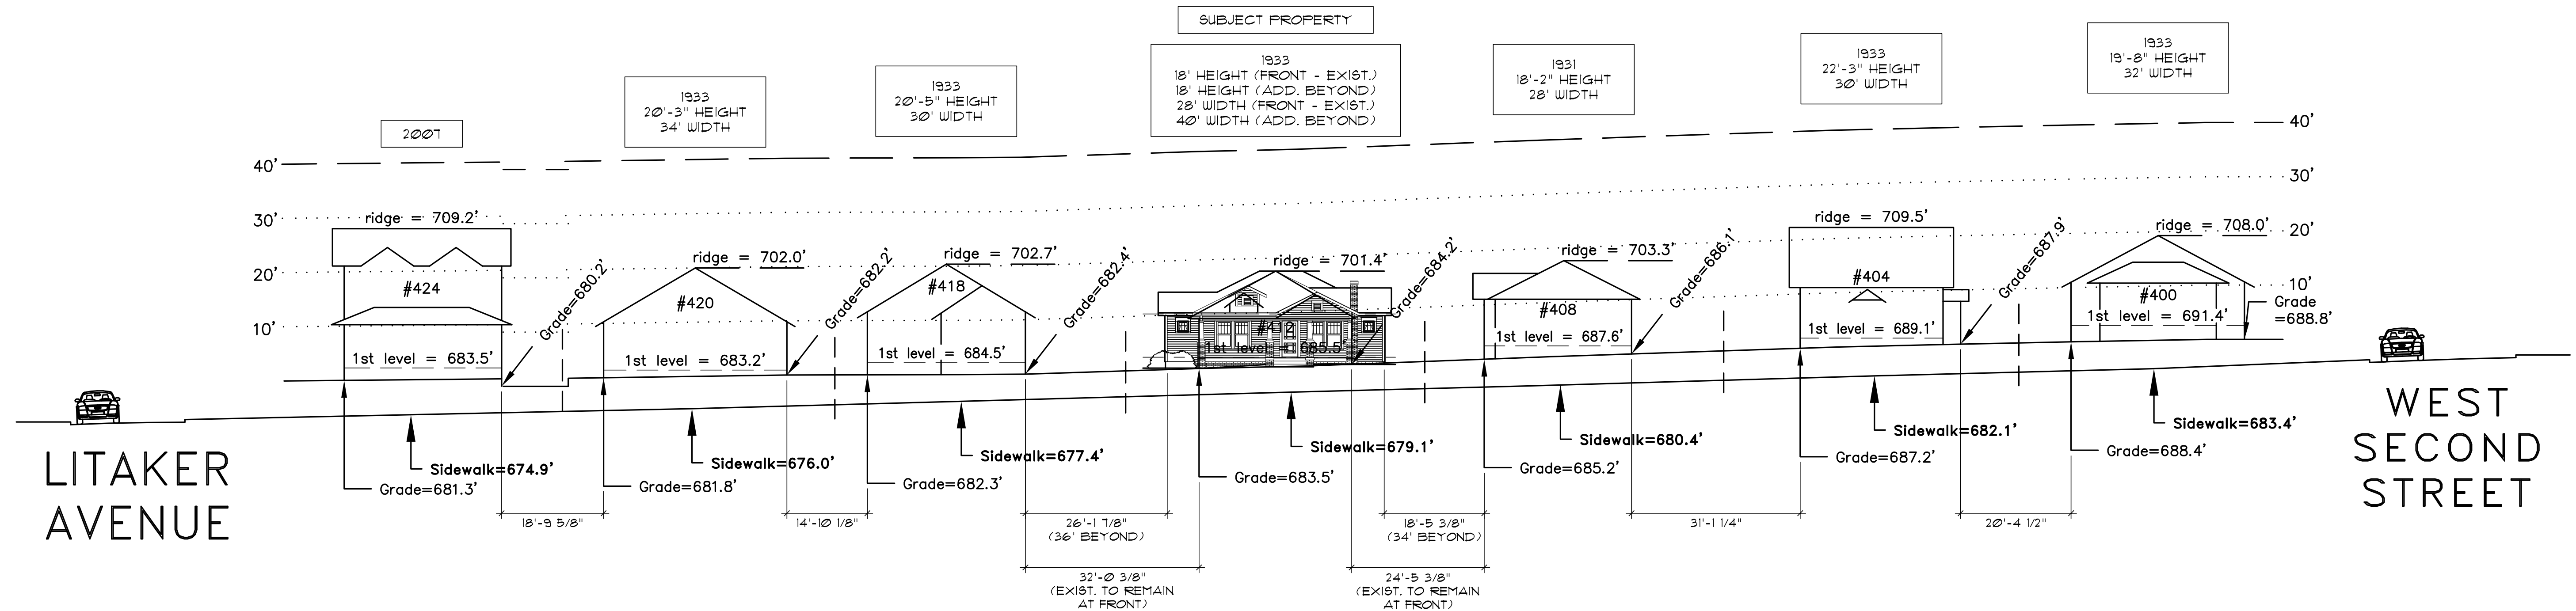 SUBJECT PROPERTY
1933
18' HEIGHT (FRONT - EXIST.)
18' HEIGHT (ADD. BEYOND)
28' WIDTH (FRONT - EXIST.)
40' WIDTH (ADD. BEYOND)
2007
1933
20'-3" HEIGHT
34' WIDTH
1933
20'-5" HEIGHT
30' WIDTH
1931
18'-2" HEIGHT
28' WIDTH
1933
22'-3" HEIGHT
30' WIDTH
1933
19'-8" HEIGHT
32' WIDTH
40'
30'
20'
10'
40'
30'
20'
10'
ridge = 709.2'
#424
1st level = 683.5'
Grade=680.2'
ridge = 702.0'
#420
1st level = 683.2'
Grade=682.2'
ridge = 702.7'
#418
1st level = 684.5'
Grade=682.4'
ridge = 701.4'
#412
1st level = 685.5'
Grade=684.2'
ridge = 703.3'
#408
1st level = 687.6'
Grade=686.1'
ridge = 709.5'
#404
1st level = 689.1'
Grade=687.9'
ridge = 708.0'
#400
1st level = 691.4'
Grade
=688.8'
LITAKER
AVENUE
Sidewalk=674.9'
Grade=681.3'
Sidewalk=676.0'
Grade=681.8'
Sidewalk=677.4'
Grade=682.3'
Sidewalk=679.1'
Grade=683.5'
Sidewalk=680.4'
Grade=685.2'
Sidewalk=682.1'
Grade=687.2'
Sidewalk=683.4'
Grade=688.4'
WEST
SECOND
STREET
18'-9 5/8"
14'-10 1/8"
26'-1 7/8"
(36' BEYOND)
18'-5 3/8"
(34' BEYOND)
31'-1 1/4"
20'-4 1/2"
32'-0 3/8"
(EXIST. TO REMAIN
AT FRONT)
24'-5 3/8"
(EXIST. TO REMAIN
AT FRONT)